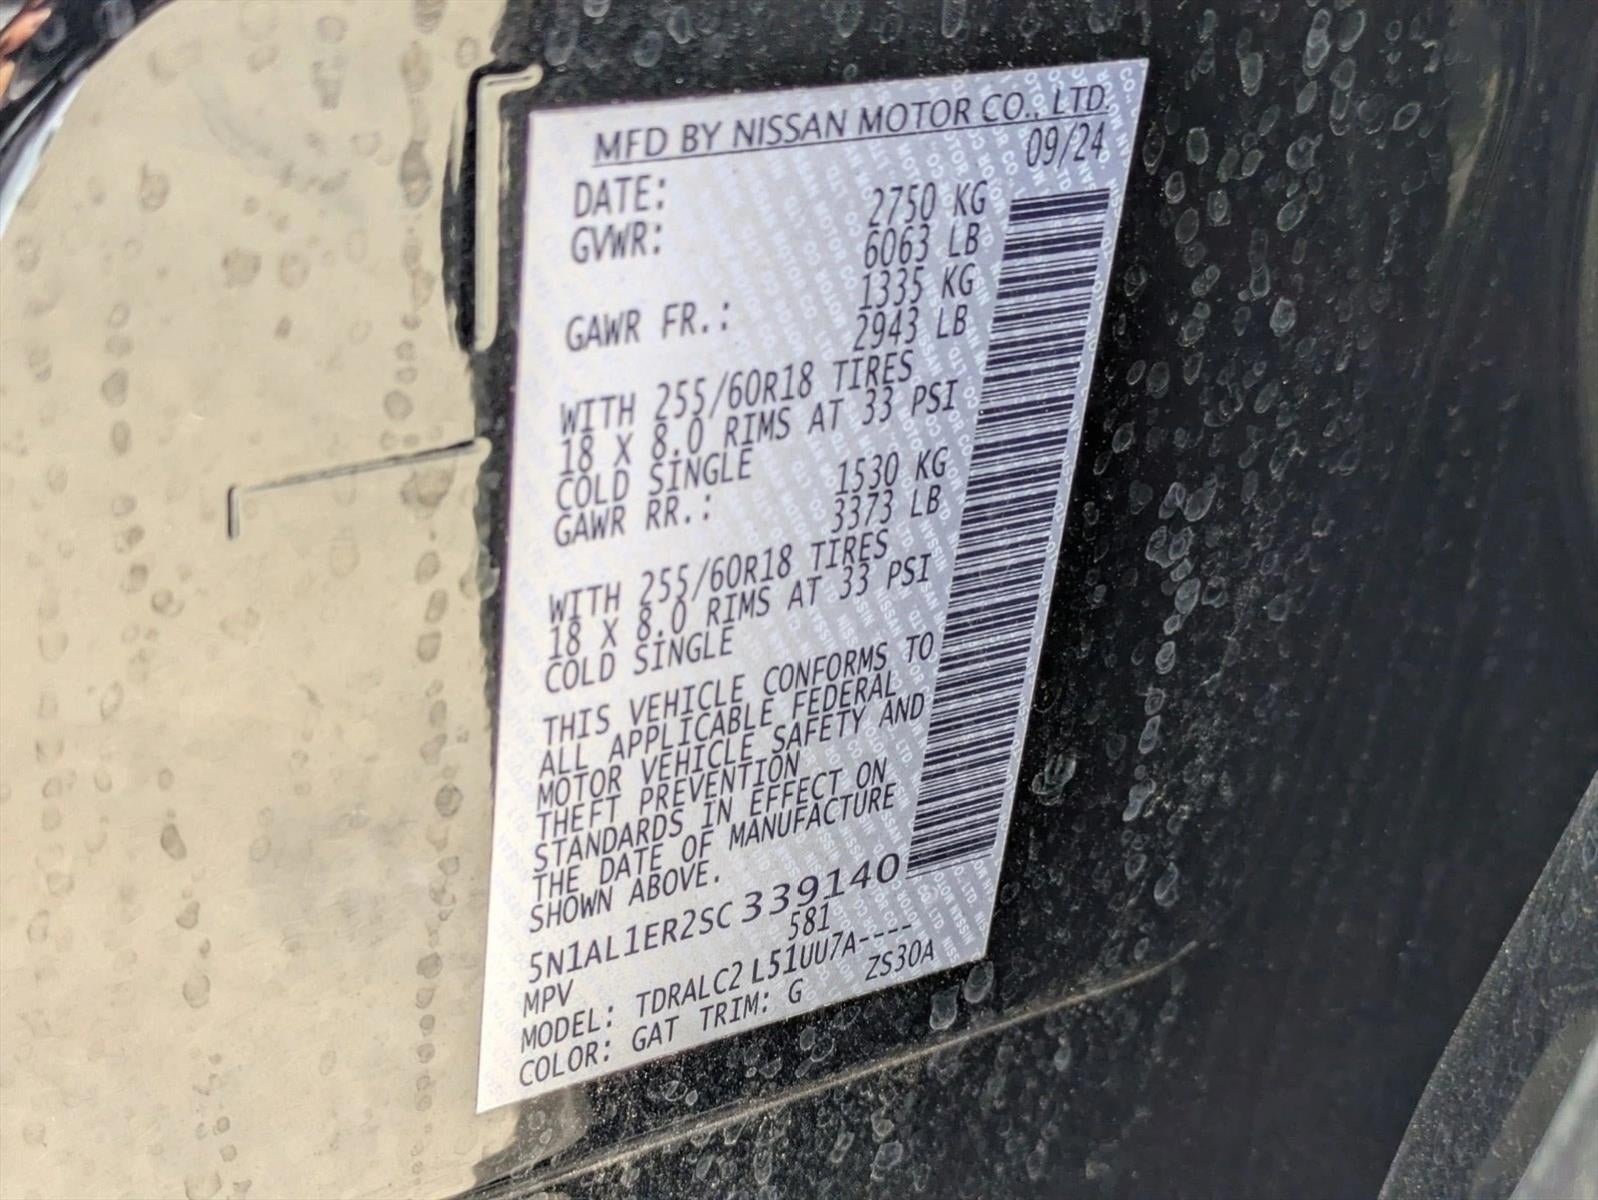 MFD BY NISSAN MOTOR CO., LTD.
DATE: 09/24
GVWR: 2750 KG
6063 LB
GAWR FR.: 1335 KG
2943 LB
WITH 255/60R18 TIRES
18 X 8.0 RIMS AT 33 PSI
COLD SINGLE
GAWR RR.: 1530 KG
3373 LB
WITH 255/60R18 TIRES
18 X 8.0 RIMS AT 33 PSI
COLD SINGLE
THIS VEHICLE CONFORMS TO
ALL APPLICABLE FEDERAL
MOTOR VEHICLE SAFETY AND
THEFT PREVENTION
STANDARDS IN EFFECT ON
THE DATE OF MANUFACTURE
SHOWN ABOVE.
5N1AL1ER2SC339140
MPV 581
MODEL: TDRALC2 L51UU7A----
COLOR: GAT TRIM: G ZS30A